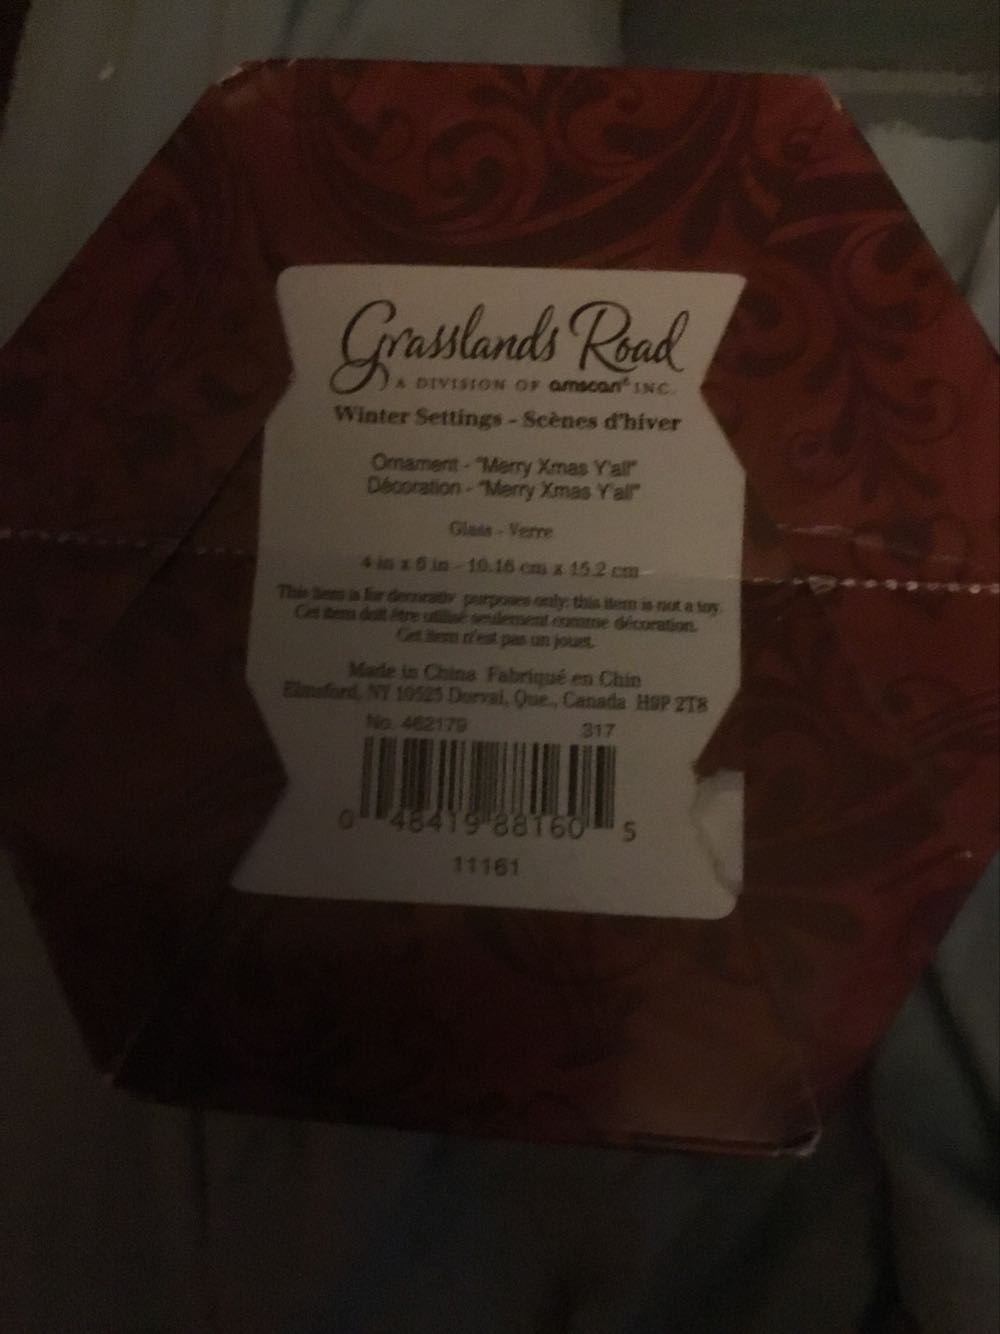 Grasslands Road
A DIVISION OF amscan® INC.
Winter Settings - Scènes d'hiver
Ornament - "Merry Xmas Y'all"
Décoration - "Merry Xmas Y'all"
Glass - Verre
4 in x 6 in - 10.16 cm x 15.2 cm
This item is for decorativ purposes only: this item is not a toy.
Cet item doit être utilisé seulement comme décoration.
Cet item n'est pas un jouet.
Made in China Fabriqué en Chin
Elmsford, NY 10523 Dorval, Que., Canada H9P 2T8
No. 462179 317
0 48419 88160 5
11161